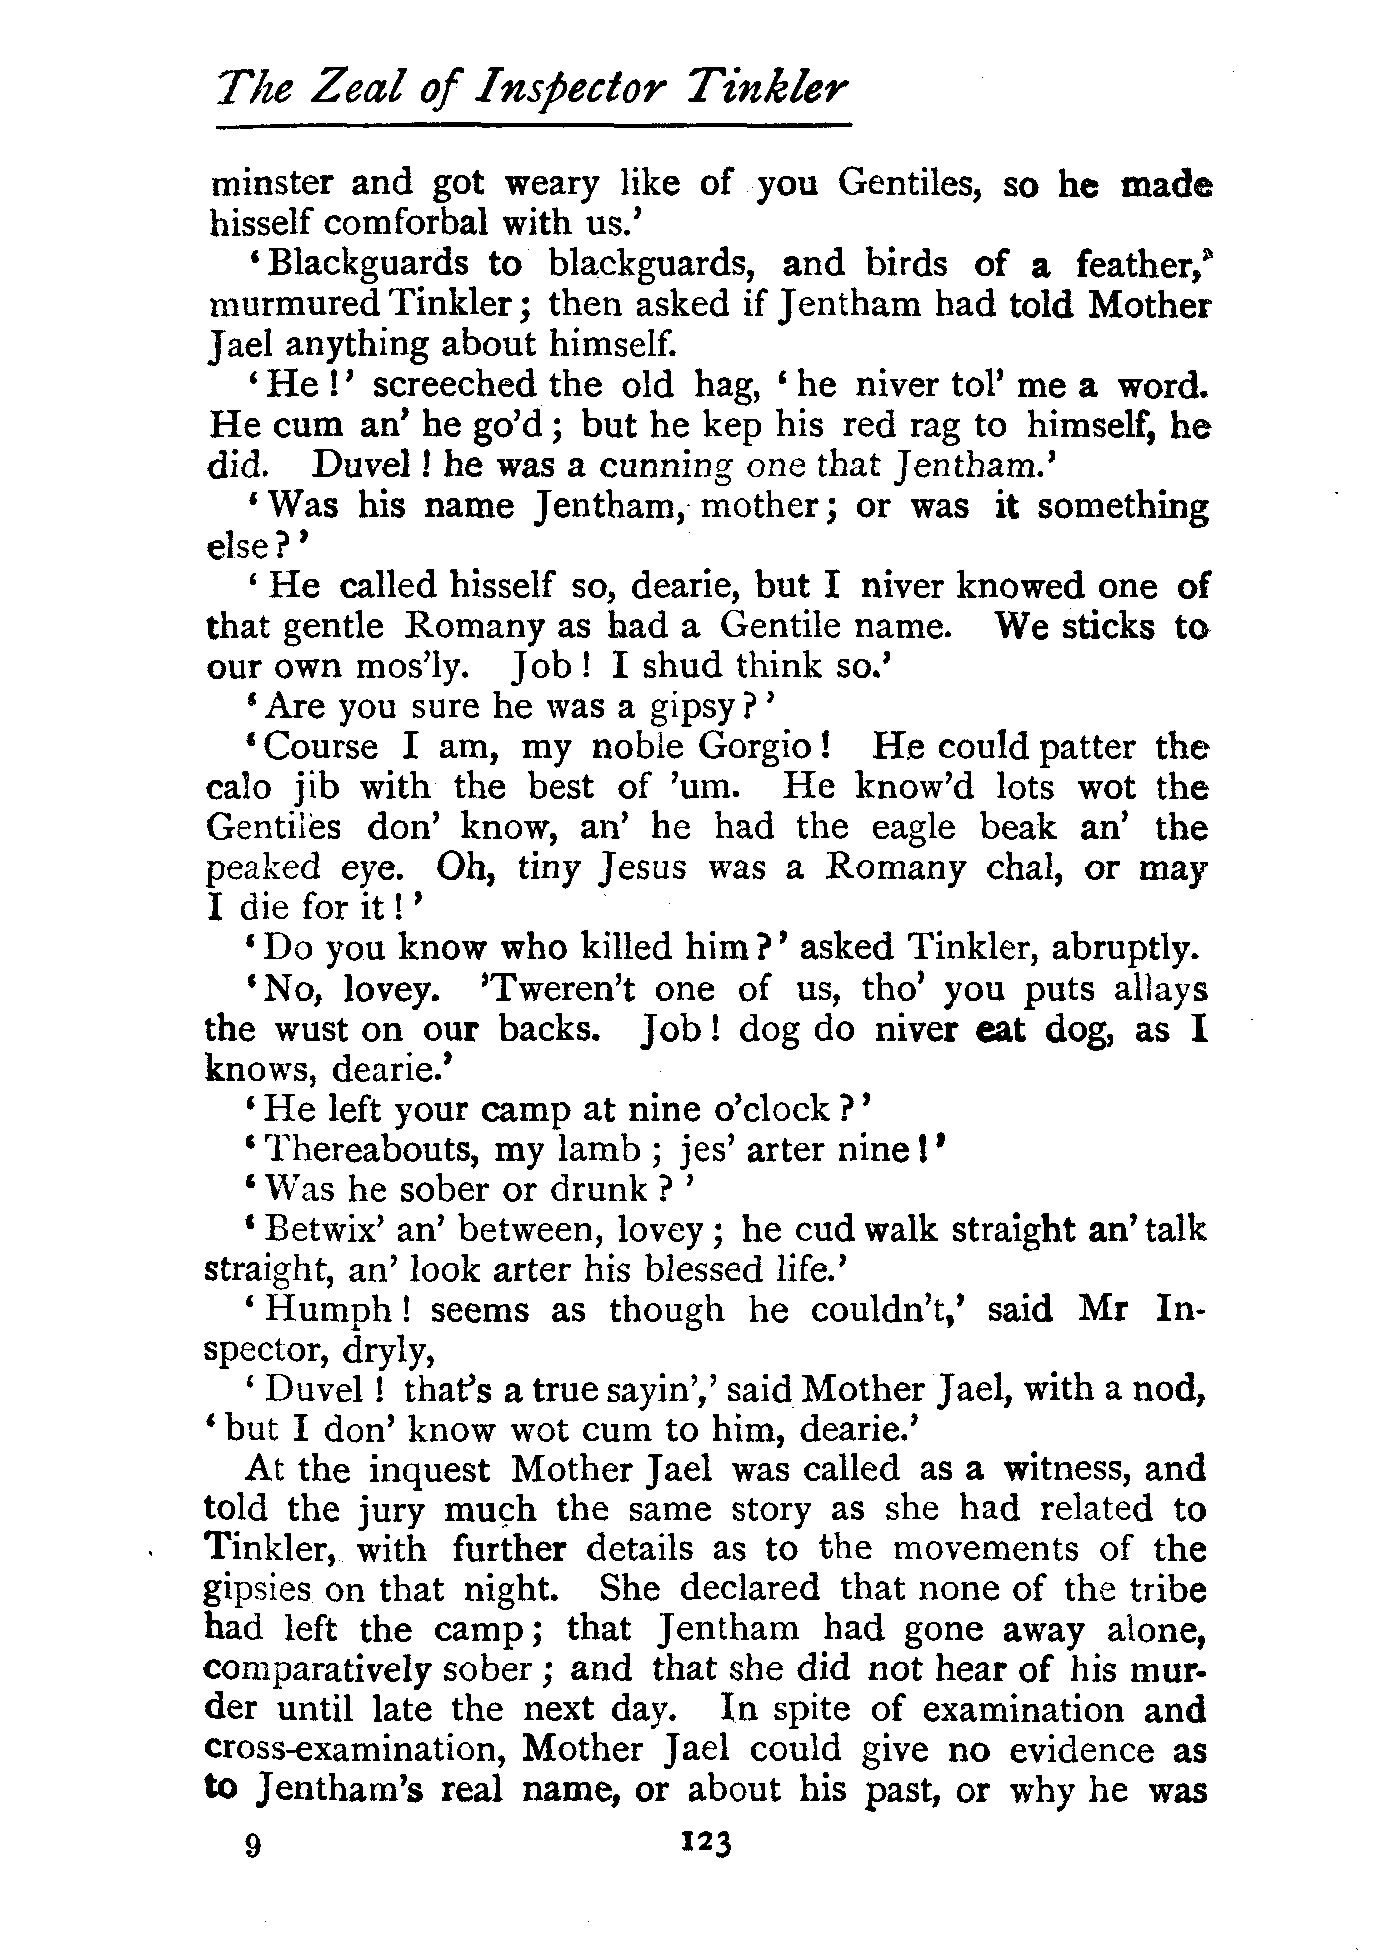 The Zeal of Inspector Tinkler
minster and got weary like of you Gentiles, so he made
hisself comforbal with us.’
‘Blackguards to blackguards, and birds of a feather,’
murmured Tinkler; then asked if Jentham had told Mother
Jael anything about himself.
‘He!’ screeched the old hag, ‘he niver tol’ me a word.
He cum an’ he go’d; but he kep his red rag to himself, he
did. Duvel! he was a cunning one that Jentham.’
‘Was his name Jentham, mother; or was it something
else?’
‘He called hisself so, dearie, but I niver knowed one of
that gentle Romany as had a Gentile name. We sticks to
our own mos’ly. Job! I shud think so.’
‘Are you sure he was a gipsy?’
‘Course I am, my noble Gorgio! He could patter the
calo jib with the best of ’um. He know’d lots wot the
Gentiles don’ know, an’ he had the eagle beak an’ the
peaked eye. Oh, tiny Jesus was a Romany chal, or may
I die for it!’
‘Do you know who killed him?’ asked Tinkler, abruptly.
‘No, lovey. ’Tweren’t one of us, tho’ you puts allays
the wust on our backs. Job! dog do niver eat dog, as I
knows, dearie.’
‘He left your camp at nine o’clock?’
‘Thereabouts, my lamb; jes’ arter nine!’
‘Was he sober or drunk?’
‘Betwix’ an’ between, lovey; he cud walk straight an’ talk
straight, an’ look arter his blessed life.’
‘Humph! seems as though he couldn’t,’ said Mr In-
spector, dryly,
‘Duvel! that’s a true sayin’,’ said Mother Jael, with a nod,
‘but I don’ know wot cum to him, dearie.’
At the inquest Mother Jael was called as a witness, and
told the jury much the same story as she had related to
Tinkler, with further details as to the movements of the
gipsies on that night. She declared that none of the tribe
had left the camp; that Jentham had gone away alone,
comparatively sober; and that she did not hear of his mur-
der until late the next day. In spite of examination and
cross-examination, Mother Jael could give no evidence as
to Jentham’s real name, or about his past, or why he was
9 123